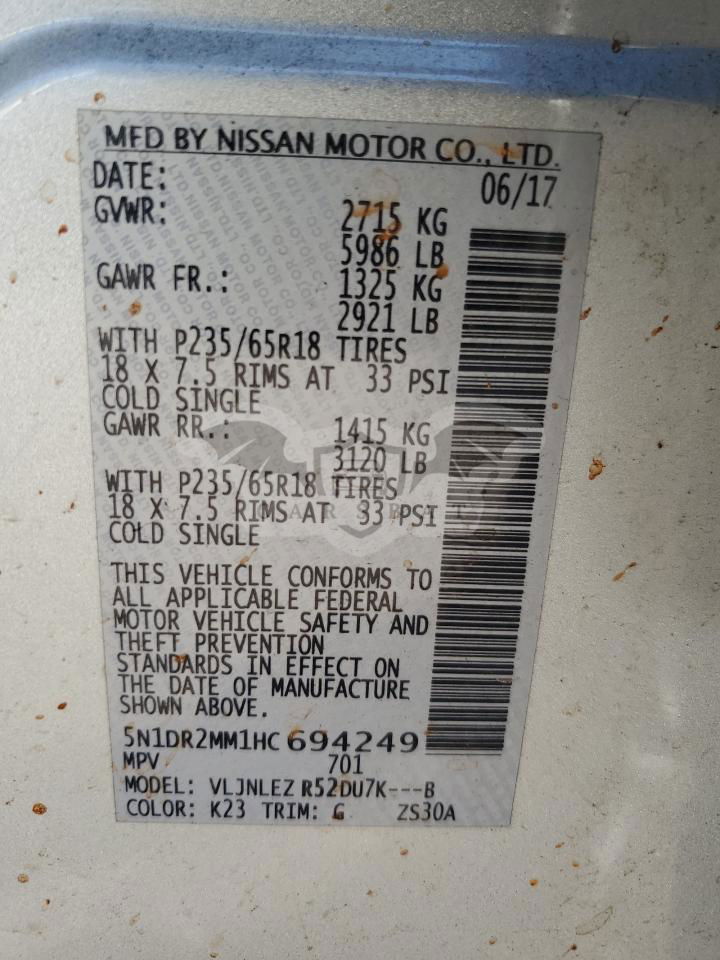 MFD BY NISSAN MOTOR CO., LTD.
DATE: 06/17
GVWR: 2715 KG
5986 LB
GAWR FR.: 1325 KG
2921 LB
WITH P235/65R18 TIRES
18 X 7.5 RIMS AT 33 PSI
COLD SINGLE
GAWR RR.: 1415 KG
3120 LB
WITH P235/65R18 TIRES
18 X 7.5 RIMS AT 33 PSI
COLD SINGLE
THIS VEHICLE CONFORMS TO
ALL APPLICABLE FEDERAL
MOTOR VEHICLE SAFETY AND
THEFT PREVENTION
STANDARDS IN EFFECT ON
THE DATE OF MANUFACTURE
SHOWN ABOVE.
5N1DR2MM1HC 694249
MPV 701
MODEL: VLJNLEZ R52DU7K---B
COLOR: K23 TRIM: G ZS30A